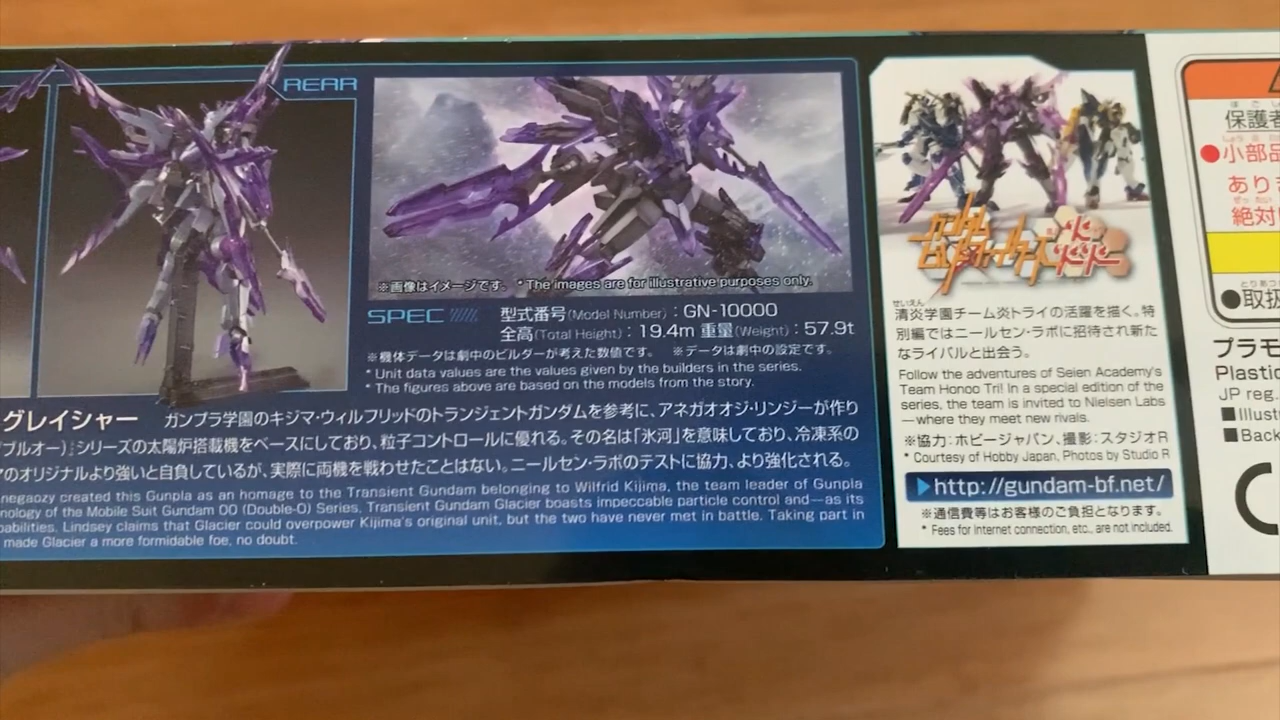 REAR
※画像はイメージです。 * The images are for illustrative purposes only.
SPEC
型式番号(Model Number)：GN-10000
全高(Total Height)：19.4m 重量(Weight)：57.9t
※機体データは劇中のビルダーが考えた数値です。 ※データは劇中の設定です。
* Unit data values are the values given by the builders in the series.
* The figures above are based on the models from the story.
グレイシャー ガンプラ学園のキジマ・ウィルフリッドのトランジェントガンダムを参考に、アネガオオジ・リンジーが作り
ブルオー)』シリーズの太陽炉搭載機をベースにしており、粒子コントロールに優れる。その名は「氷河」を意味しており、冷凍系の
のオリジナルより強いと自負しているが、実際に両機を戦わせたことはない。ニールセン・ラボのテストに協力、より強化される。
negaozy created this Gunpla as an homage to the Transient Gundam belonging to Wilfrid Kijima, the team leader of Gunpla
nology of the Mobile Suit Gundam 00 (Double-O) Series. Transient Gundam Glacier boasts impeccable particle control and—as its
abilities. Lindsey claims that Glacier could overpower Kijima's original unit, but the two have never met in battle. Taking part in
made Glacier a more formidable foe, no doubt.
ガンダム
ビルドファイターズ炎
せいえん
清炎学園チーム炎トライの活躍を描く。特
別編ではニールセン・ラボに招待され新た
なライバルと出会う。
Follow the adventures of Seien Academy's
Team Honoo Tri! In a special edition of the
series, the team is invited to Nielsen Labs
—where they meet new rivals.
※協力：ホビージャパン、撮影：スタジオR
* Courtesy of Hobby Japan, Photos by Studio R
http://gundam-bf.net/
※通信費等はお客様のご負担となります。
* Fees for Internet connection, etc., are not included.
保護者
●小部品
あり
絶対
●取扱
プラモ
Plastic
JP reg.
■Illust
■Back